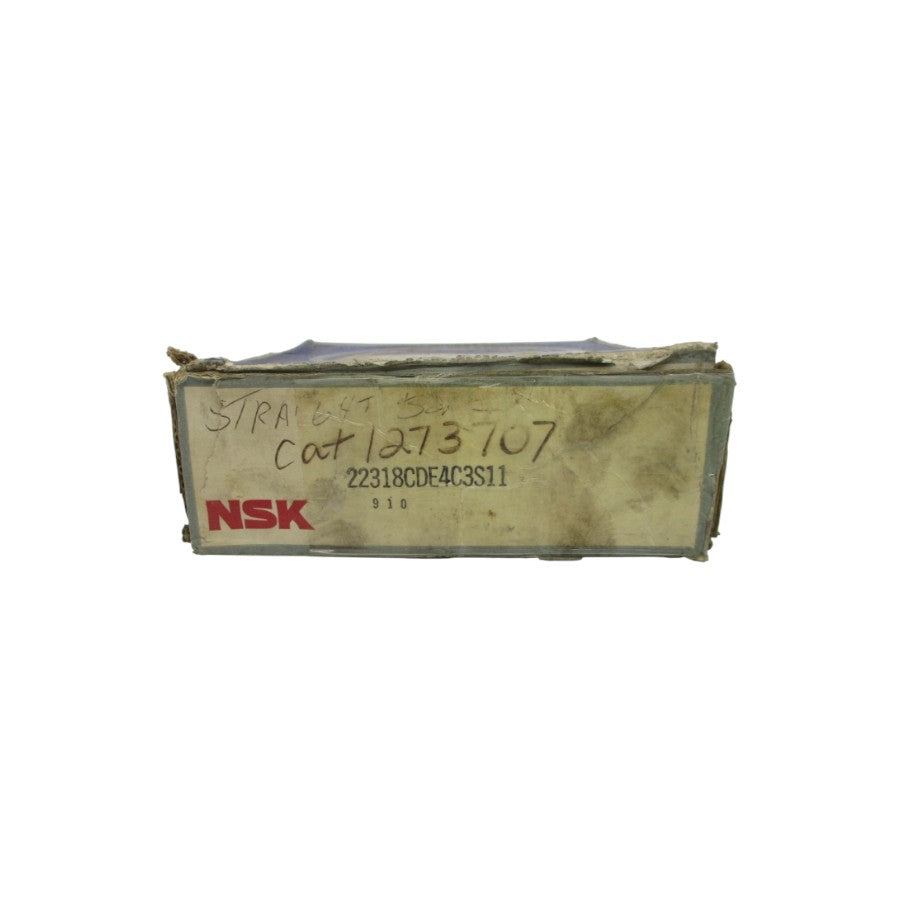 STRAIGHT
Cat 1273707
22318CDE4C3S11
910
NSK